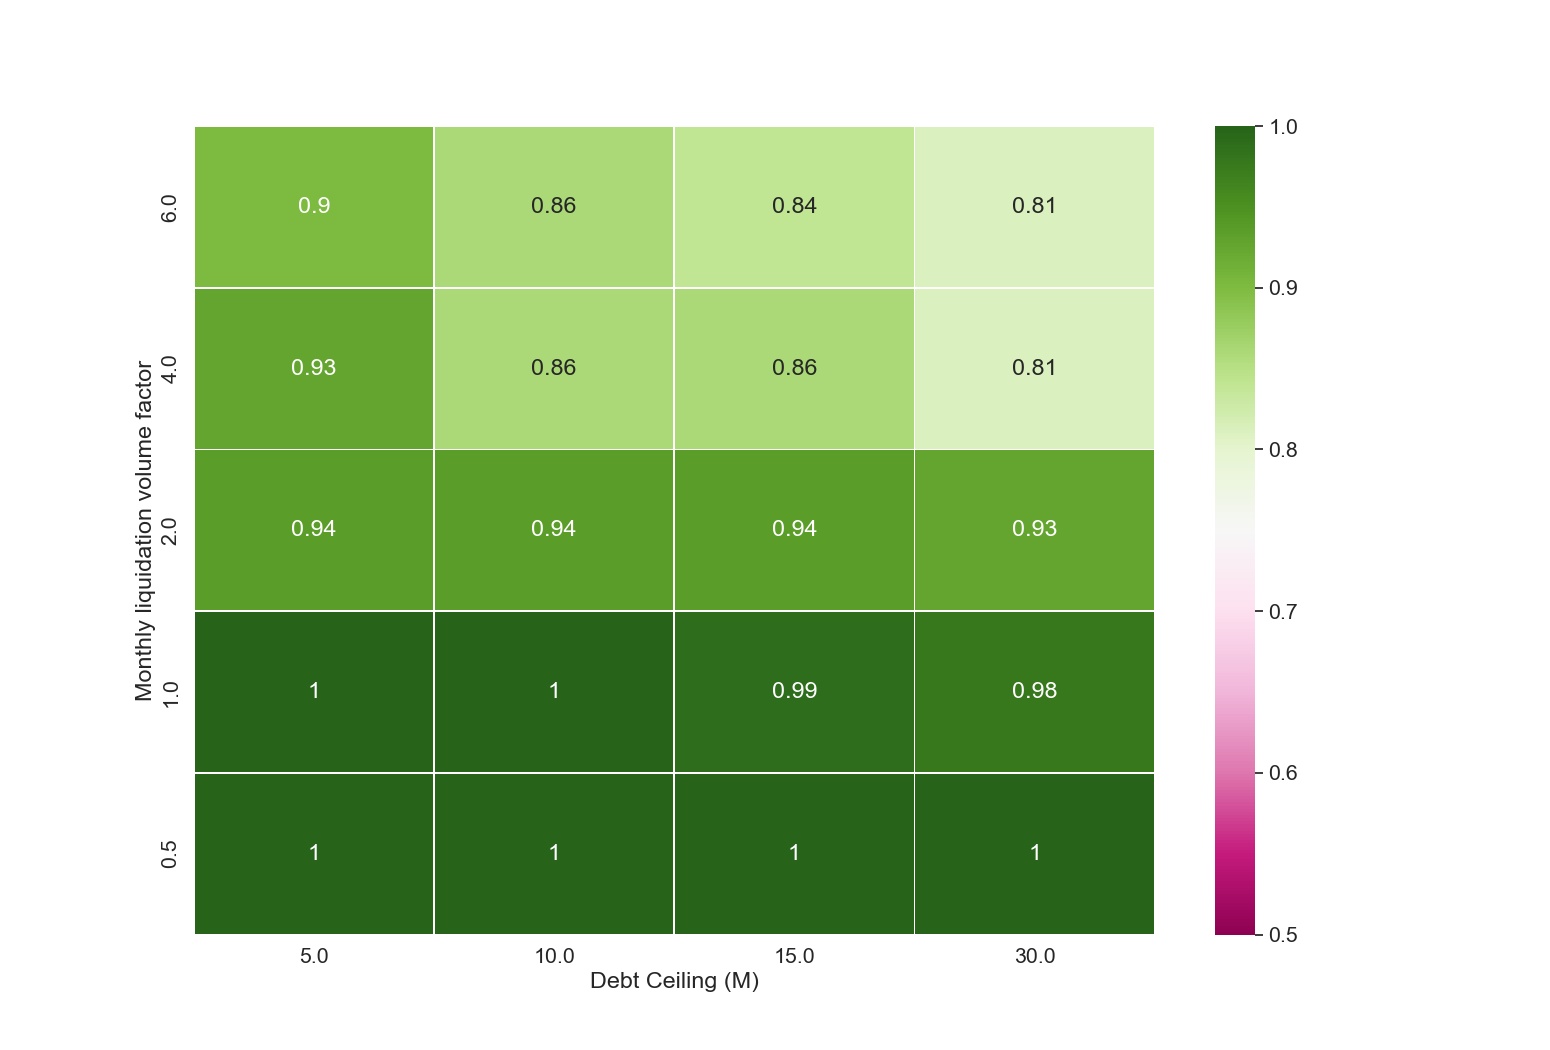 Monthly liquidation volume factor
6.0 0.9 0.86 0.84 0.81
4.0 0.93 0.86 0.86 0.81
2.0 0.94 0.94 0.94 0.93
1.0 1 1 0.99 0.98
0.5 1 1 1 1
5.0 10.0 15.0 30.0
Debt Ceiling (M)
1.0
0.9
0.8
0.7
0.6
0.5